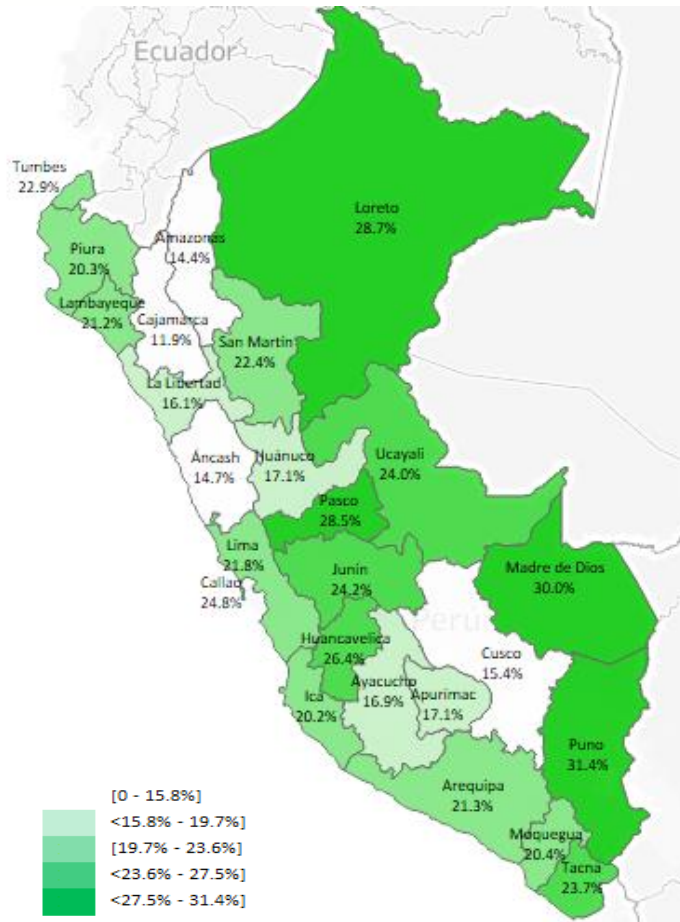 Ecuador
Tumbes
22.9%
Loreto
28.7%
Piura
20.3%
Amazonas
14.4%
Lambayeque
21.2%
Cajamarca
11.9%
San Martin
22.4%
La Libertad
16.1%
Áncash
14.7%
Huánuco
17.1%
Ucayali
24.0%
Pasco
28.5%
Lima
21.8%
Callao
24.8%
Junín
24.2%
Madre de Dios
30.0%
Perú
Huancavelica
26.4%
Cusco
15.4%
Ayacucho
16.9%
Apurimac
17.1%
Ica
20.2%
Puno
31.4%
Arequipa
21.3%
Moquegua
20.4%
Tacna
23.7%
[0 - 15.8%]
<15.8% - 19.7%]
[19.7% - 23.6%]
<23.6% - 27.5%]
<27.5% - 31.4%]